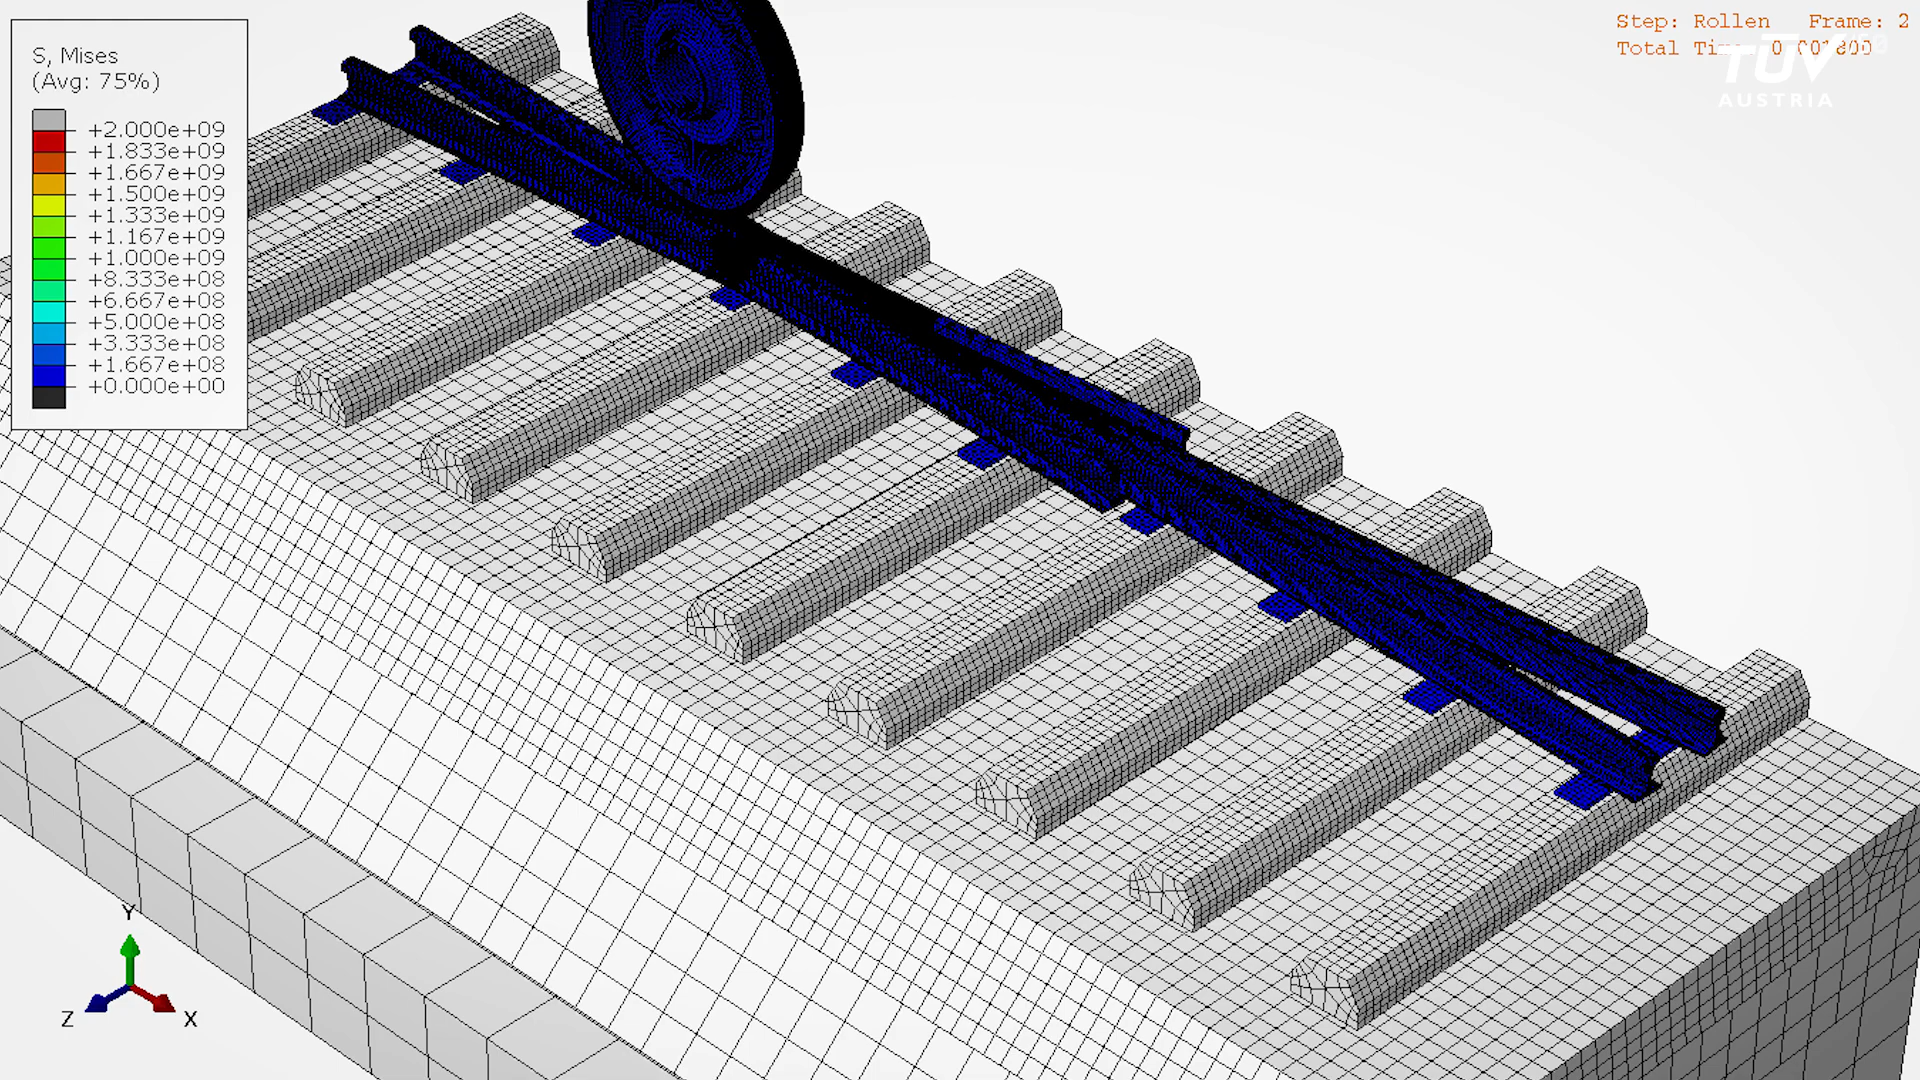 S, Mises
(Avg: 75%)
+2.000e+09
+1.833e+09
+1.667e+09
+1.500e+09
+1.333e+09
+1.167e+09
+1.000e+09
+8.333e+08
+6.667e+08
+5.000e+08
+3.333e+08
+1.667e+08
+0.000e+00
Step: Rollen Frame: 2
Total
TÜV
AUSTRIA
Y
Z
X